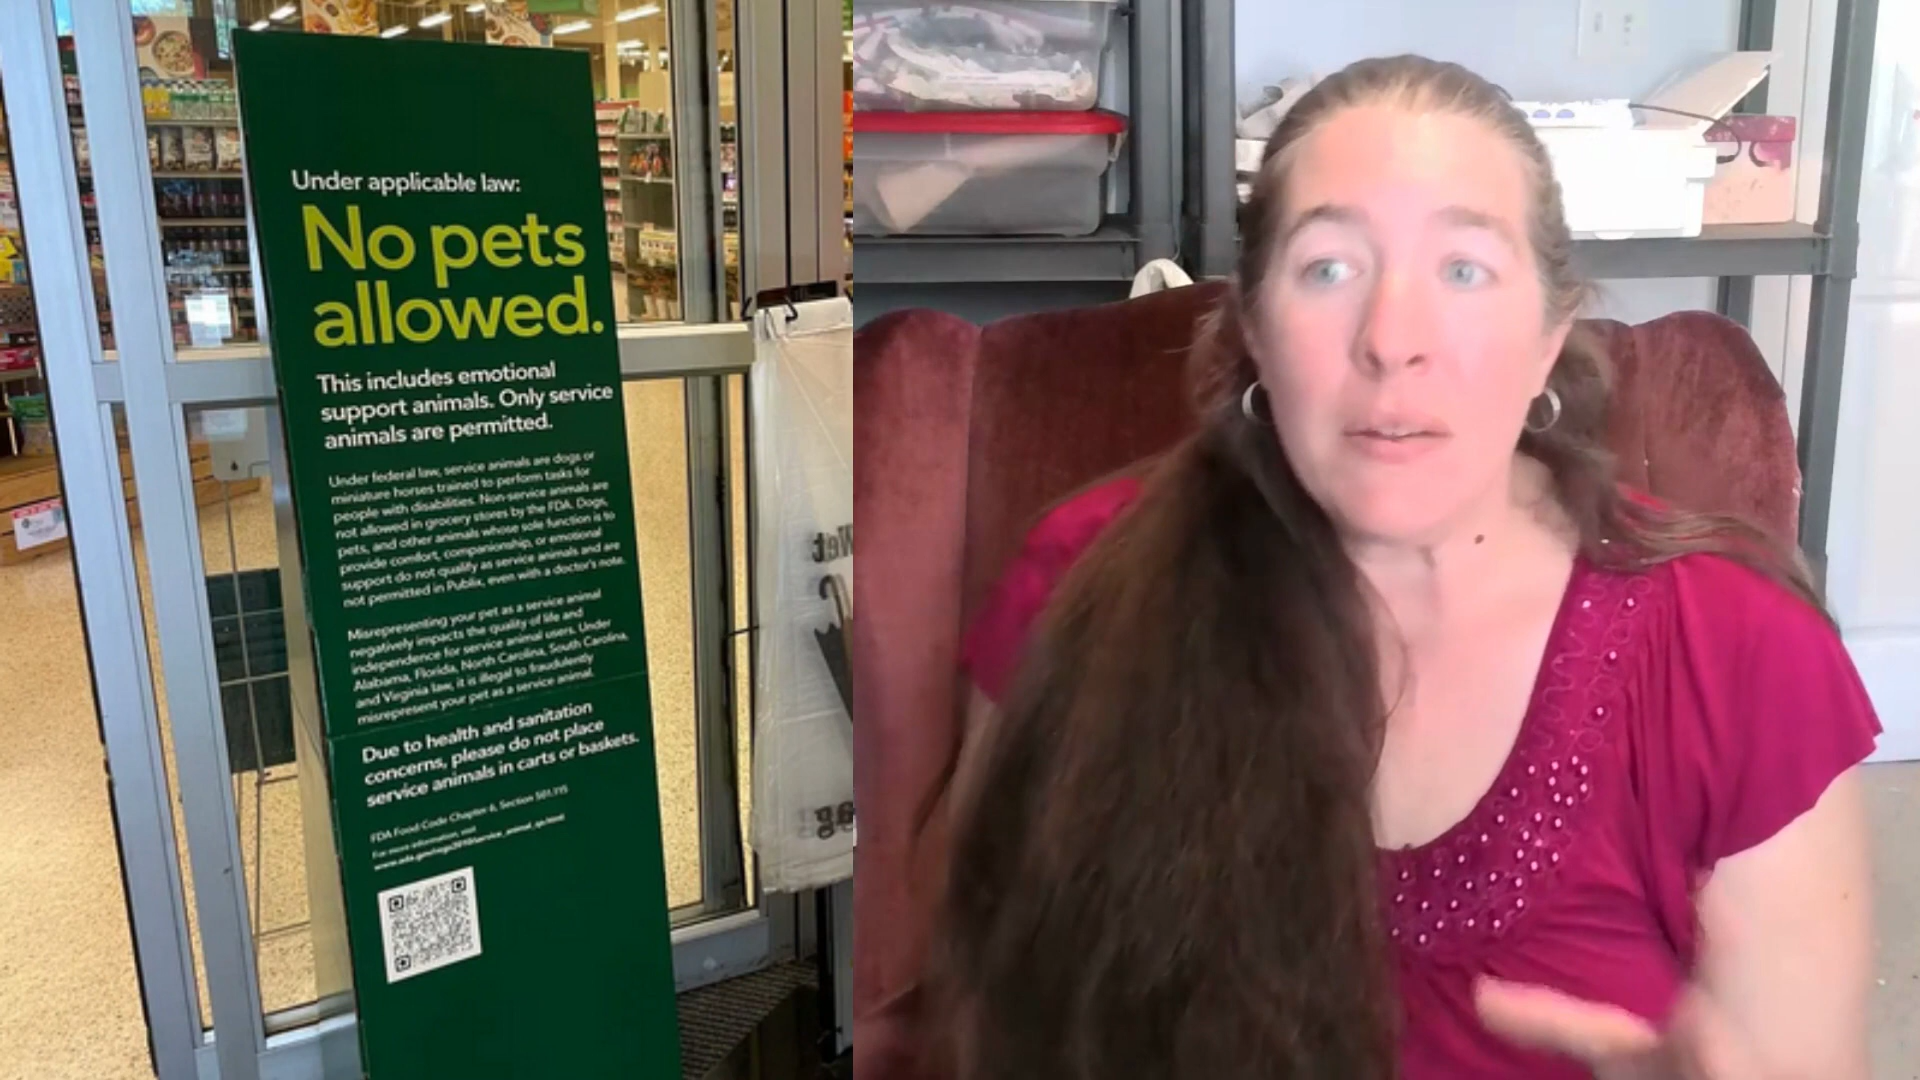 Under applicable law:
No pets
allowed.
This includes emotional
support animals. Only service
animals are permitted.
Under federal law, service animals are dogs or
miniature horses trained to perform tasks for
people with disabilities. Non-service animals are
not allowed in grocery stores by the FDA. Dogs,
pets, and other animals whose sole function is to
provide comfort, companionship, or emotional
support do not qualify as service animals and are
not permitted in Publix, even with a doctor's note.
Misrepresenting your pet as a service animal
negatively impacts the quality of life and
independence for service animal users. Under
Alabama, Florida, North Carolina, South Carolina,
and Virginia law, it is illegal to fraudulently
misrepresent your pet as a service animal.
Due to health and sanitation
concerns, please do not place
service animals in carts or baskets.
FDA Food Code Chapter 6, Section 501.115
For more information, visit
Wet